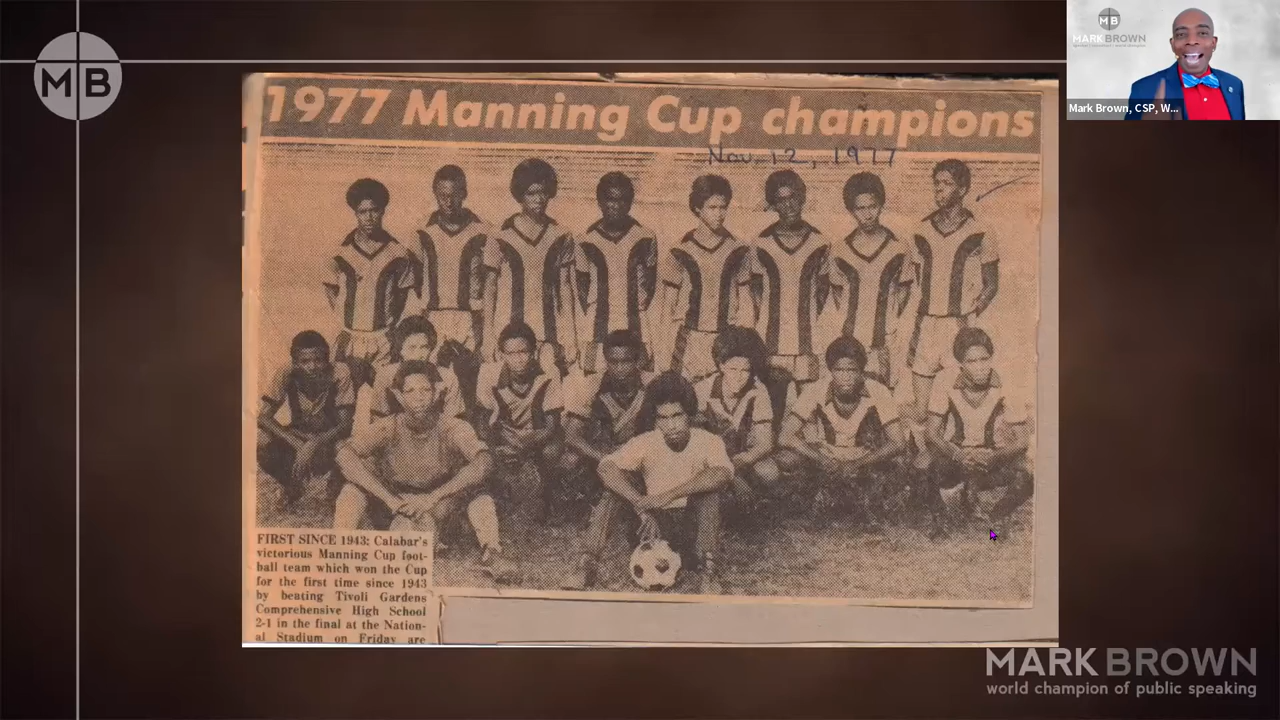 MB
MB
MARK BROWN
Mark Brown, CSP, W...
1977 Manning Cup champions
Nov. 12, 1977
FIRST SINCE 1943: Calabar's
victorious Manning Cup foot-
ball team which won the Cup
for the first time since 1943
by beating Tivoli Gardens
Comprehensive High School
2-1 in the final at the Nation-
al Stadium on Friday are
MARK BROWN
world champion of public speaking